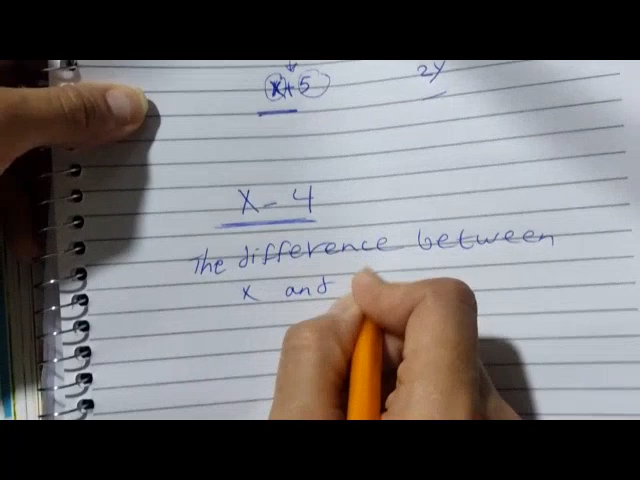 x+5
2y
x-4
The difference between
x and